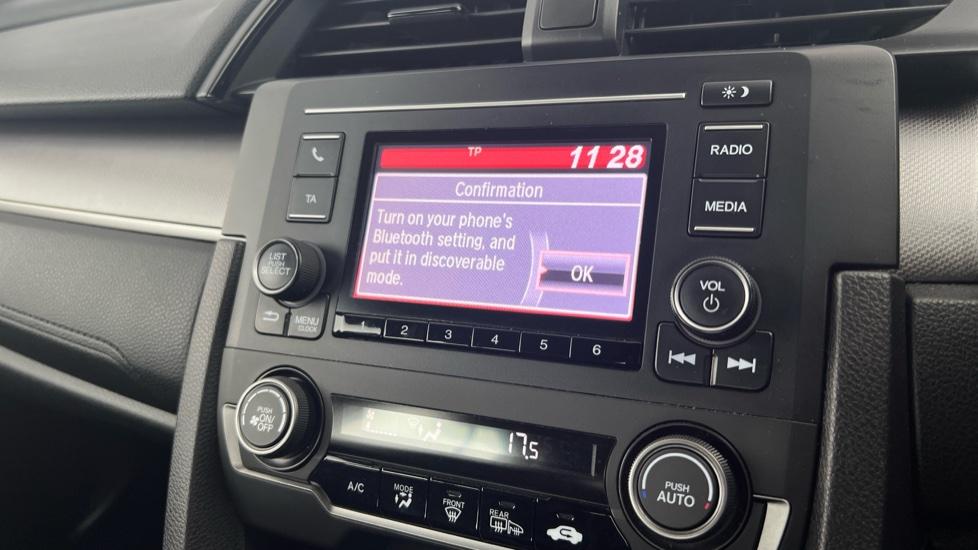 TP 11 28
Confirmation
Turn on your phone's
Bluetooth setting, and
put it in discoverable
mode.
OK
RADIO
MEDIA
TA
LIST
PUSH
SELECT
MENU
CLOCK
1 2 3 4 5 6
VOL
PUSH
ON/
OFF
17.5
A/C
MODE
FRONT
REAR
PUSH
AUTO